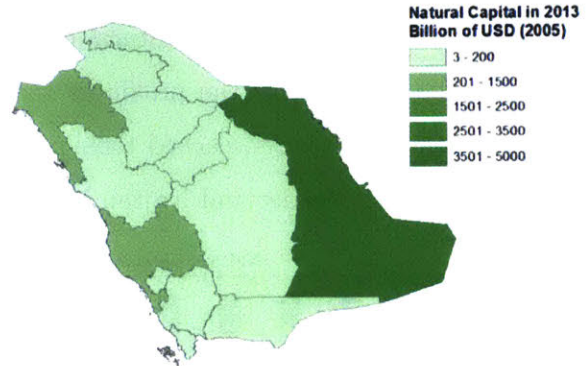 Natural Capital in 2013
Billion of USD (2005)
3 - 200
201 - 1500
1501 - 2500
2501 - 3500
3501 - 5000